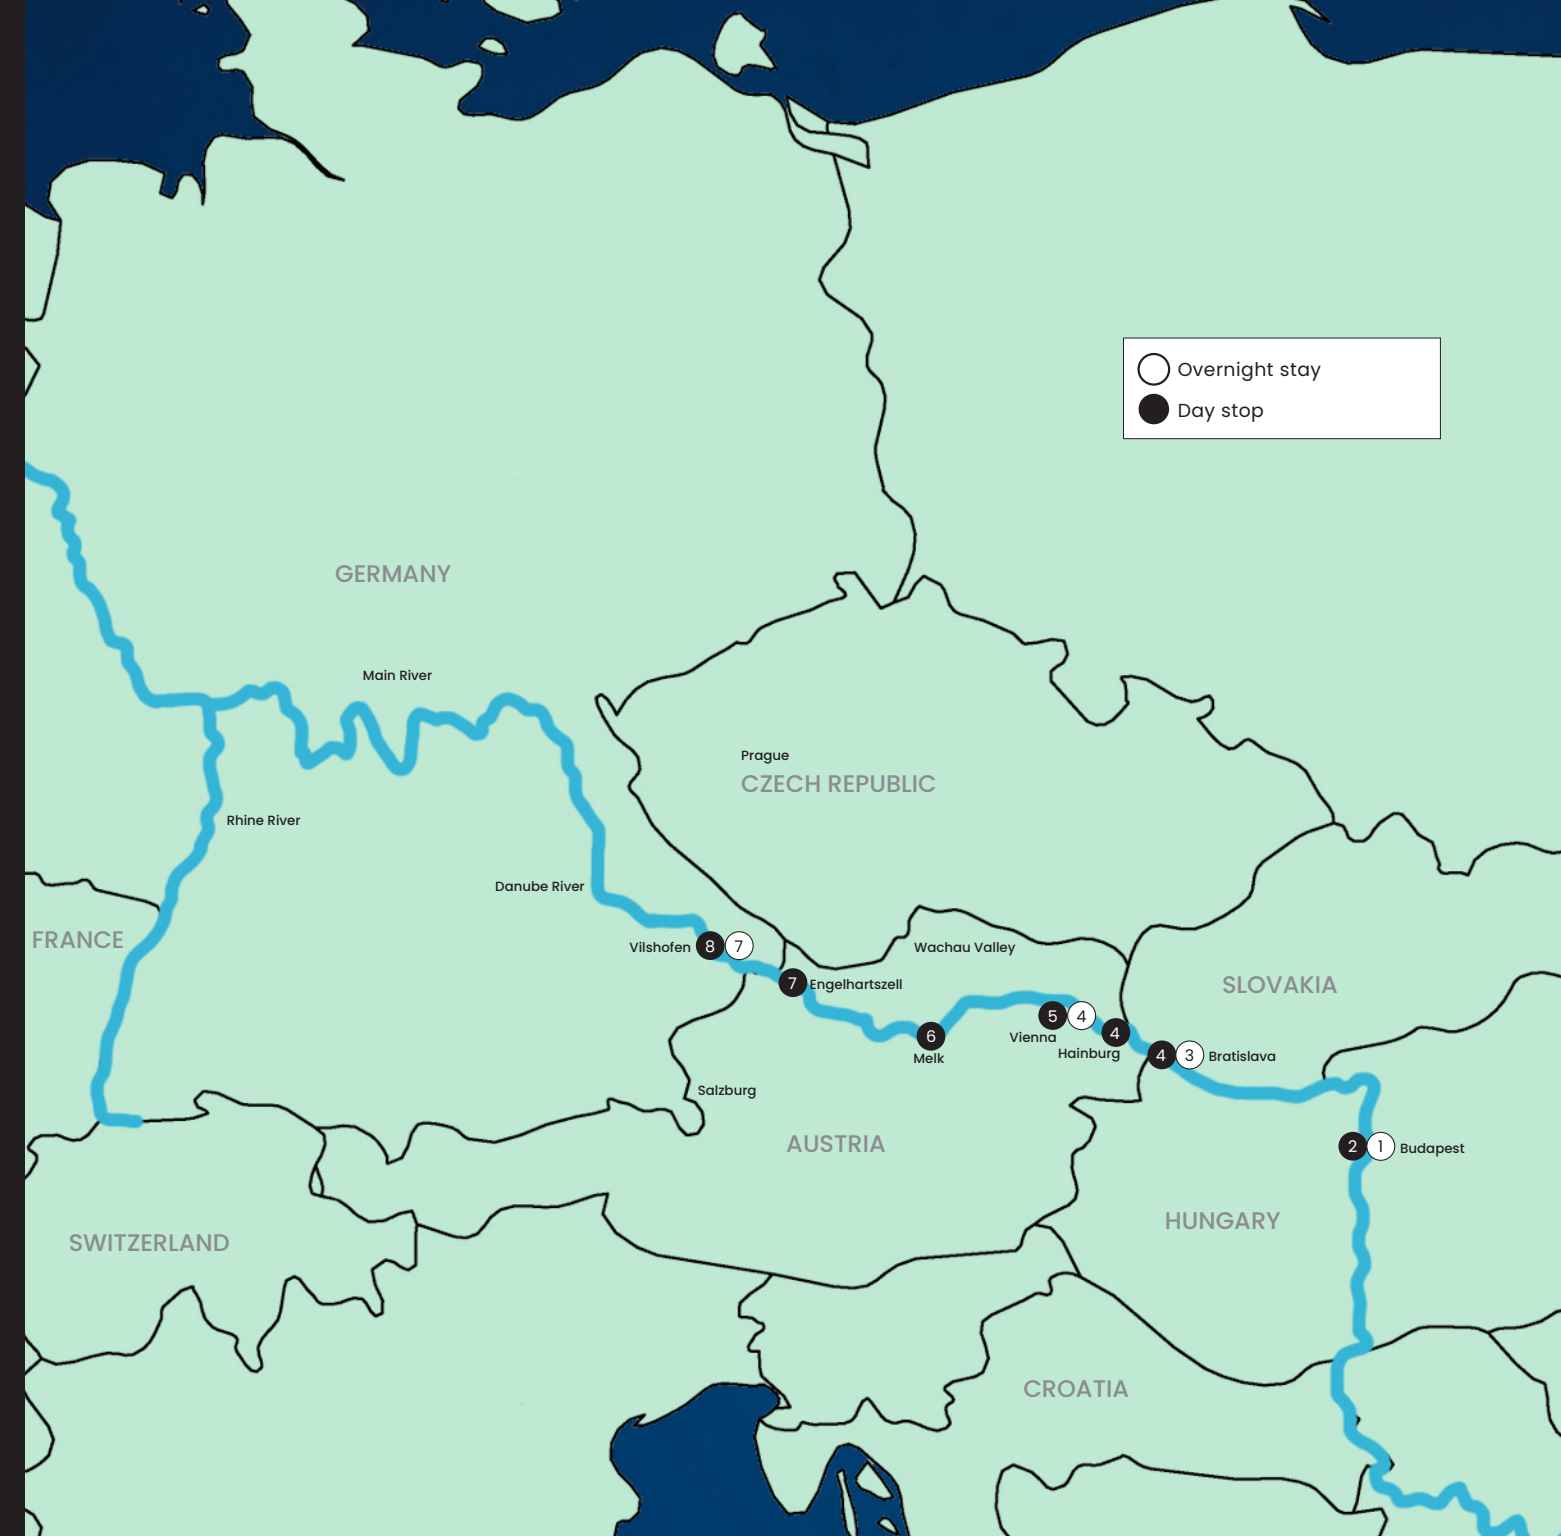 Overnight stay
Day stop
GERMANY
Main River
Prague
CZECH REPUBLIC
Rhine River
Danube River
FRANCE
Vilshofen 8 7
Wachau Valley
7 Engelhartszell
SLOVAKIA
5 4
Vienna
4
Hainburg
6
Melk
4 3 Bratislava
Salzburg
AUSTRIA
2 1 Budapest
HUNGARY
SWITZERLAND
CROATIA